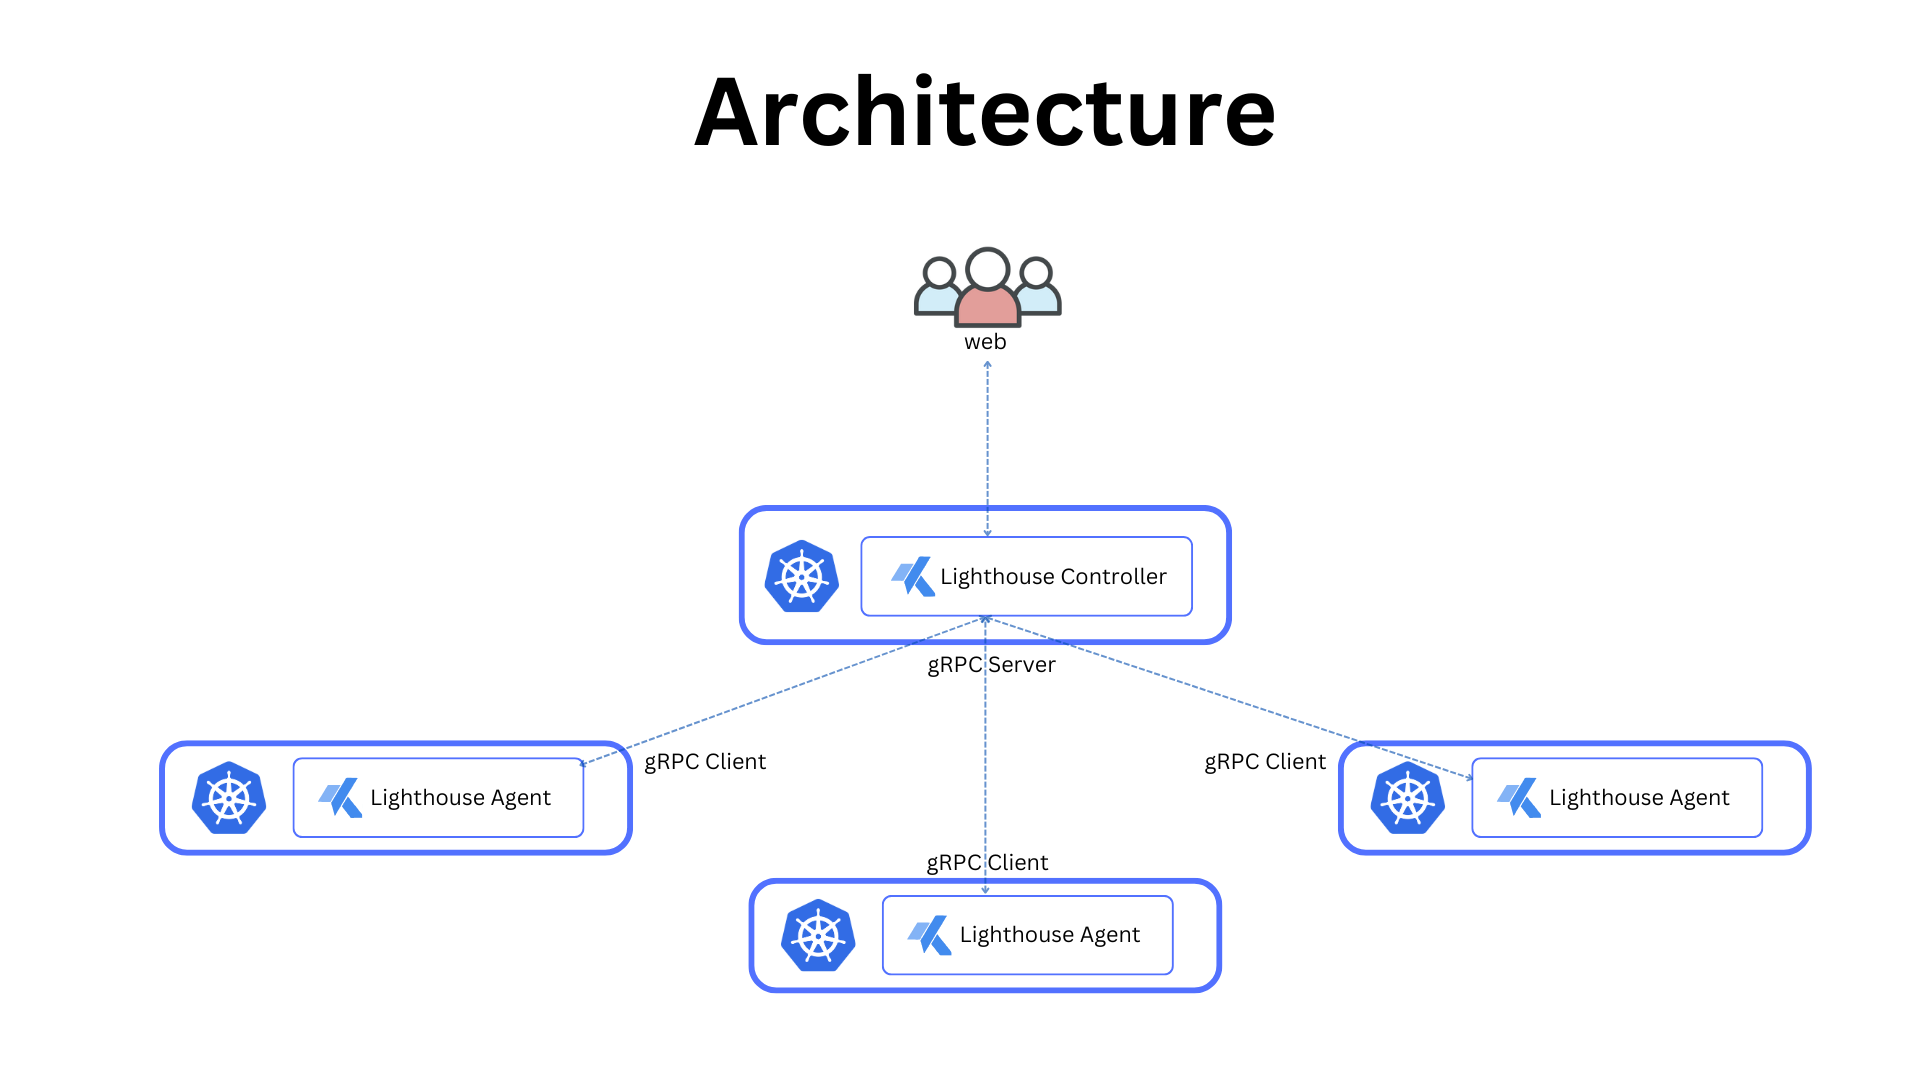 Architecture
web
Lighthouse Controller
gRPC Server
gRPC Client
gRPC Client
Lighthouse Agent
Lighthouse Agent
gRPC Client
Lighthouse Agent